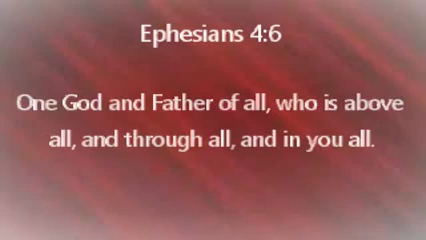 Ephesians 4:6
One God and Father of all, who is above
all, and through all, and in you all.